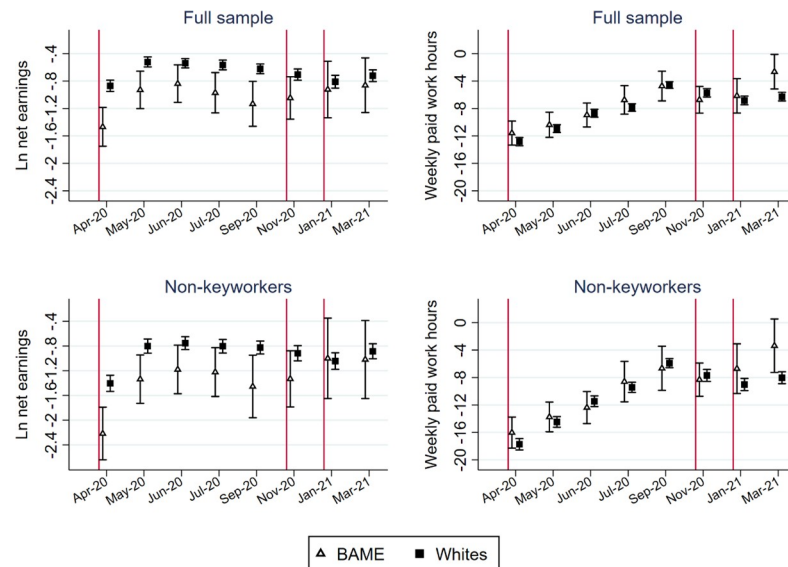 Full sample
Ln net earnings
-.4
-.8
-1.2
-1.6
-2
-2.4
Apr-20 May-20 Jun-20 Jul-20 Sep-20 Nov-20 Jan-21 Mar-21
Full sample
Weekly paid work hours
0
-4
-8
-12
-16
-20
Apr-20 May-20 Jun-20 Jul-20 Sep-20 Nov-20 Jan-21 Mar-21
Non-keyworkers
Ln net earnings
-.4
-.8
-1.2
-1.6
-2
-2.4
Apr-20 May-20 Jun-20 Jul-20 Sep-20 Nov-20 Jan-21 Mar-21
Non-keyworkers
Weekly paid work hours
0
-4
-8
-12
-16
-20
Apr-20 May-20 Jun-20 Jul-20 Sep-20 Nov-20 Jan-21 Mar-21
BAME Whites